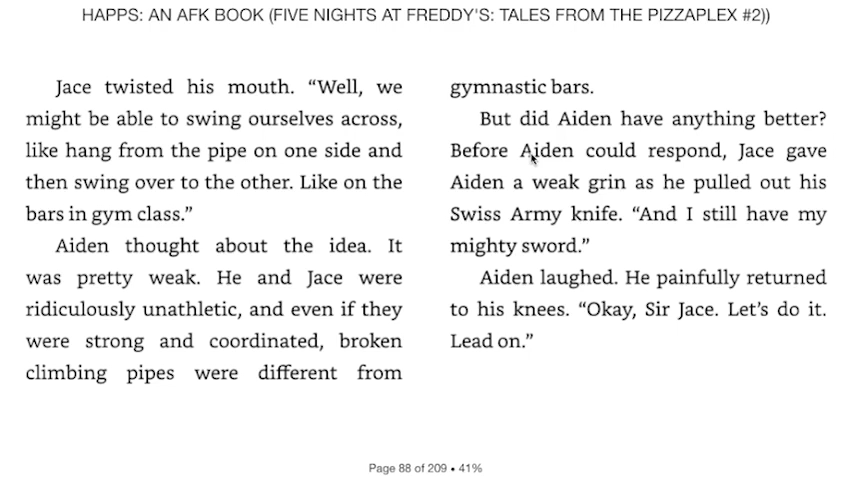 HAPPS: AN AFK BOOK (FIVE NIGHTS AT FREDDY'S: TALES FROM THE PIZZAPLEX #2))
Jace twisted his mouth. “Well, we
might be able to swing ourselves across,
like hang from the pipe on one side and
then swing over to the other. Like on the
bars in gym class.”
Aiden thought about the idea. It
was pretty weak. He and Jace were
ridiculously unathletic, and even if they
were strong and coordinated, broken
climbing pipes were different from
gymnastic bars.
But did Aiden have anything better?
Before Aiden could respond, Jace gave
Aiden a weak grin as he pulled out his
Swiss Army knife. “And I still have my
mighty sword.”
Aiden laughed. He painfully returned
to his knees. “Okay, Sir Jace. Let’s do it.
Lead on.”
Page 88 of 209 • 41%